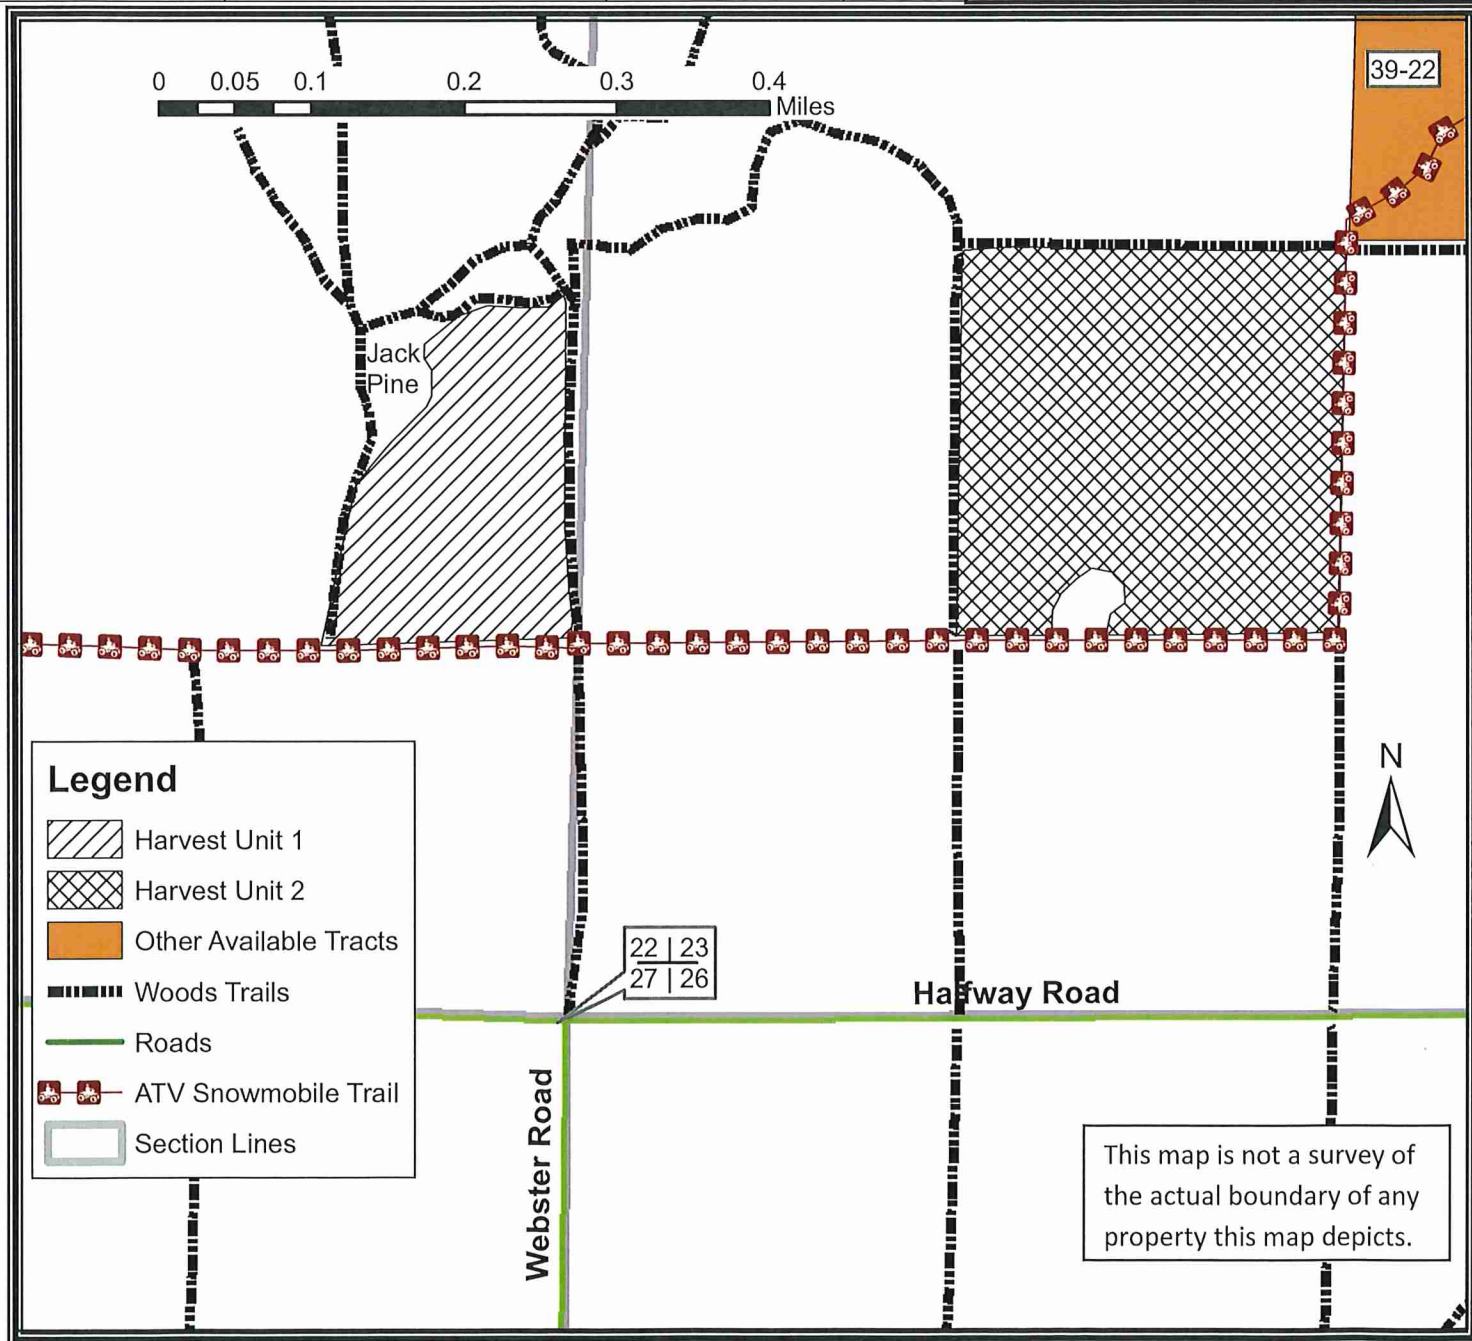 39-22
0 0.05 0.1 0.2 0.3 0.4
Miles
Jack
Pine
N
Legend
Harvest Unit 1
Harvest Unit 2
Other Available Tracts
Woods Trails
Roads
ATV Snowmobile Trail
Section Lines
22 | 23
27 | 26
Halfway Road
Webster Road
This map is not a survey of
the actual boundary of any
property this map depicts.